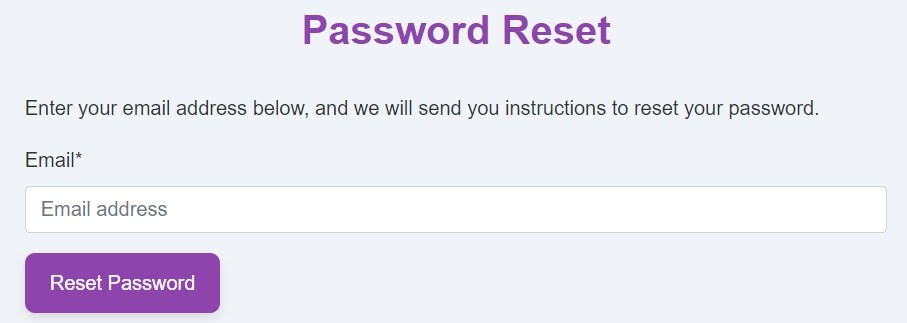 Password Reset
Enter your email address below, and we will send you instructions to reset your password.
Email*
Email address
Reset Password